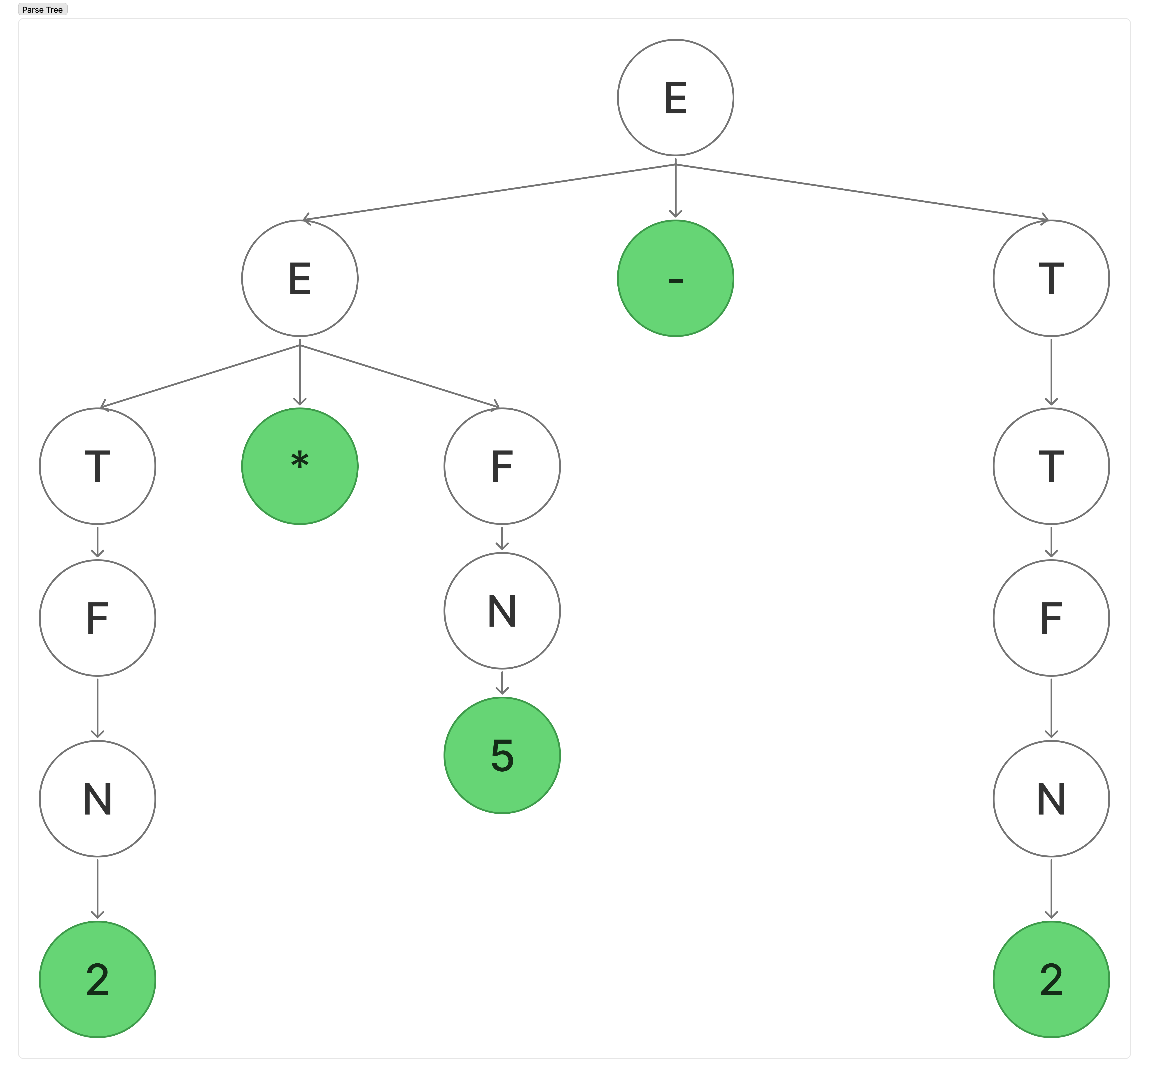 Parse Tree
E
E - T
T * F T
F N F
5
N N
2 2